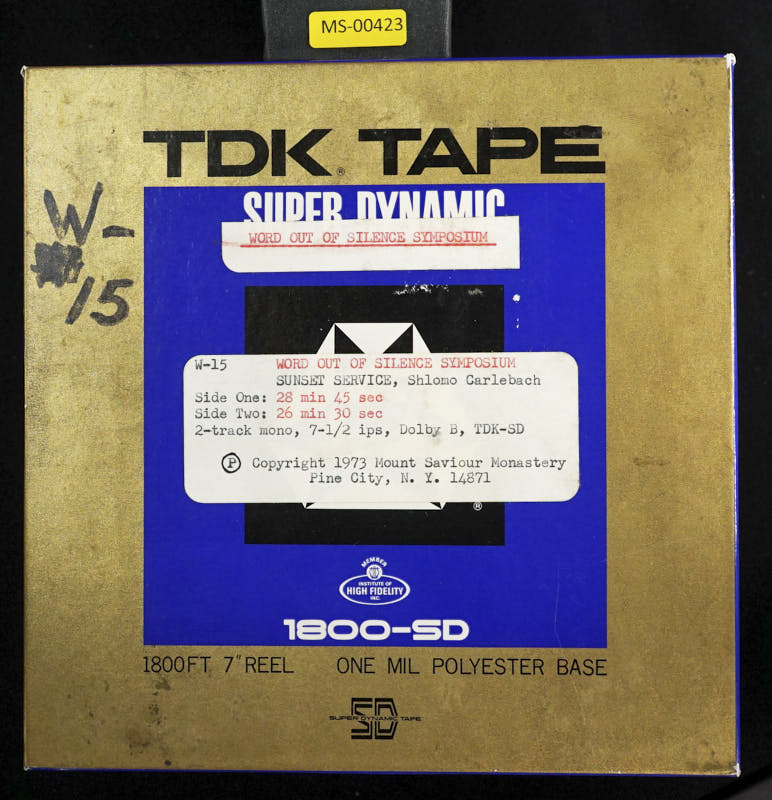 MS-00423
TDK TAPE
®
SUPER DYNAMIC
WORD OUT OF SILENCE SYMPOSIUM
W-
15
W-15 WORD OUT OF SILENCE SYMPOSIUM
SUNSET SERVICE, Shlomo Carlebach
Side One: 28 min 45 sec
Side Two: 26 min 30 sec
2-track mono, 7-1/2 ips, Dolby B, TDK-SD
Ⓟ Copyright 1973 Mount Saviour Monastery
Pine City, N. Y. 14871
®
MEMBER
INSTITUTE OF
HIGH FIDELITY
INC.
1800-SD
1800FT 7" REEL ONE MIL POLYESTER BASE
SD
SUPER DYNAMIC TAPE